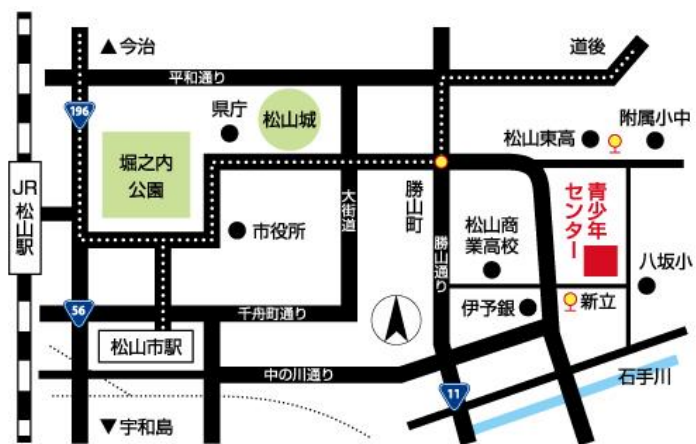 ▲今治
道後
平和通り
196
県庁
松山城
松山東高
附属小中
堀之内
公園
JR
松山駅
大街道
勝山町
勝山通り
松山商
業高校
青少年
センター
市役所
八坂小
56
千舟町通り
伊予銀
新立
松山市駅
中の川通り
11
石手川
▼宇和島